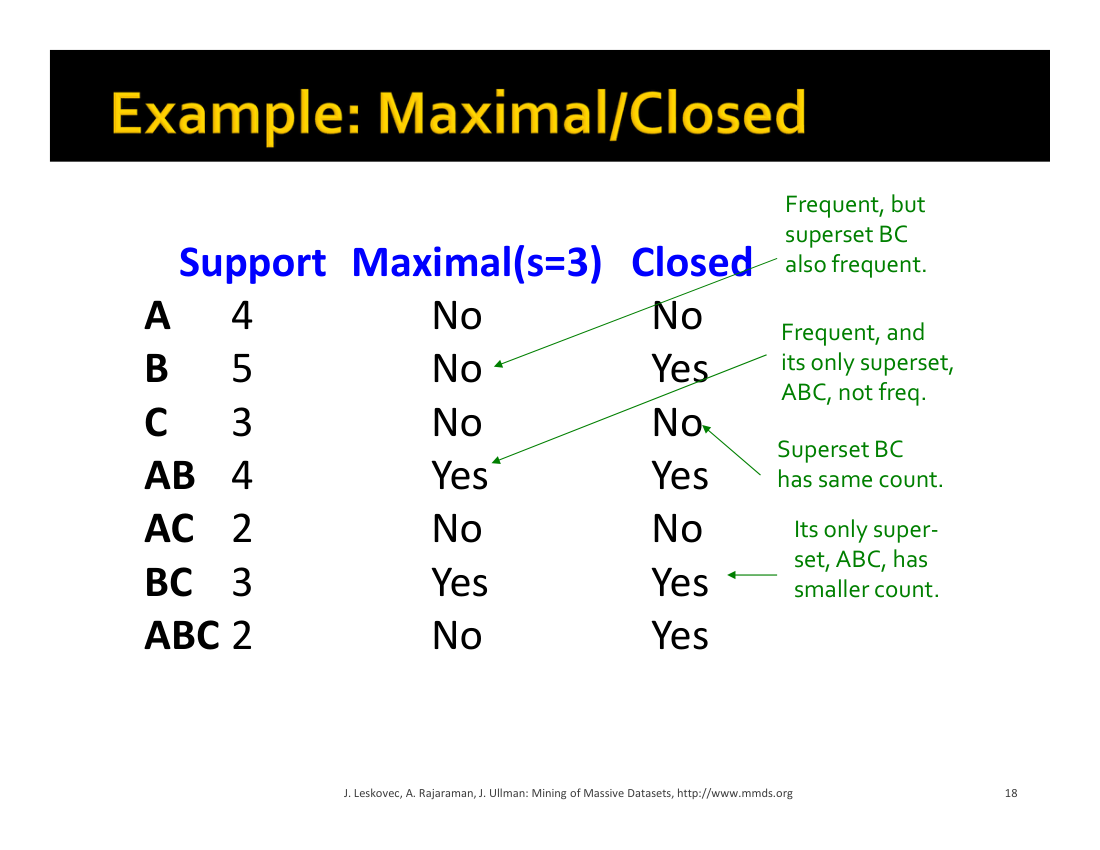 Example: Maximal/Closed
Support Maximal(s=3) Closed
A 4 No No
B 5 No Yes
C 3 No No
AB 4 Yes Yes
AC 2 No No
BC 3 Yes Yes
ABC 2 No Yes
Frequent, but
superset BC
also frequent.
Frequent, and
its only superset,
ABC, not freq.
Superset BC
has same count.
Its only super-
set, ABC, has
smaller count.
J. Leskovec, A. Rajaraman, J. Ullman: Mining of Massive Datasets, http://www.mmds.org
18